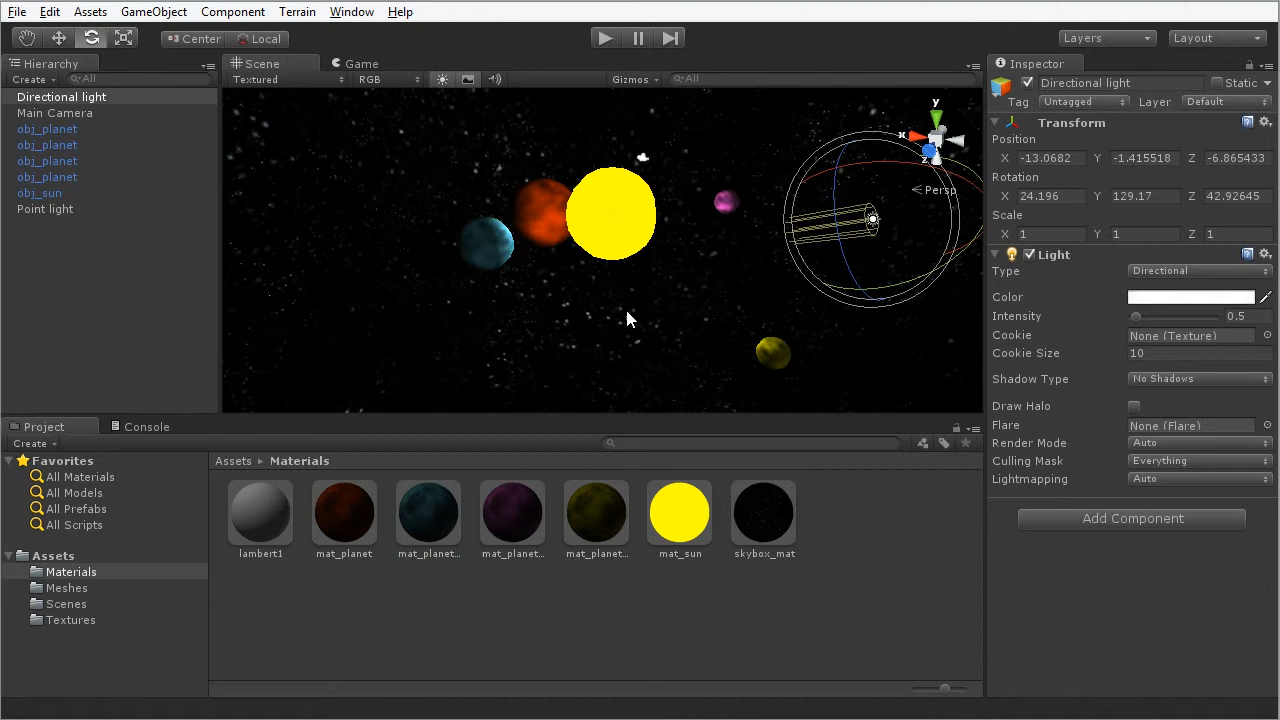 File Edit Assets GameObject Component Terrain Window Help
Center Local Layers Layout
Hierarchy
Create All
Directional light
Main Camera
obj_planet
obj_planet
obj_planet
obj_planet
obj_sun
Point light
Scene Game
Textured RGB Gizmos All
y
x
z
Persp
Inspector
Directional light Static
Tag Untagged Layer Default
Transform
Position
X -13.0682 Y -1.415518 Z -6.865433
Rotation
X 24.196 Y 129.17 Z 42.92645
Scale
X 1 Y 1 Z 1
Light
Type Directional
Color
Intensity 0.5
Cookie None (Texture)
Cookie Size 10
Shadow Type No Shadows
Draw Halo
Flare None (Flare)
Render Mode Auto
Culling Mask Everything
Lightmapping Auto
Add Component
Project Console
Create
Favorites
All Materials
All Models
All Prefabs
All Scripts
Assets
Materials
Meshes
Scenes
Textures
Assets Materials
lambert1 mat_planet mat_planet... mat_planet... mat_planet... mat_sun skybox_mat